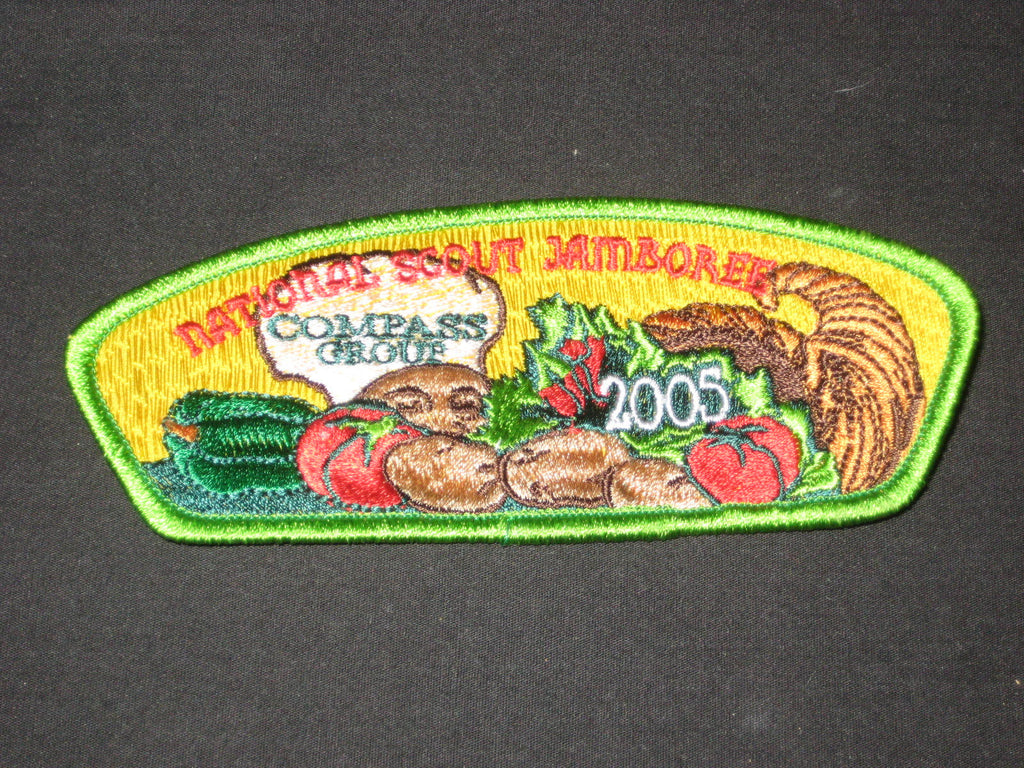 NATIONAL SCOUT JAMBOREE
COMPASS
GROUP
2005